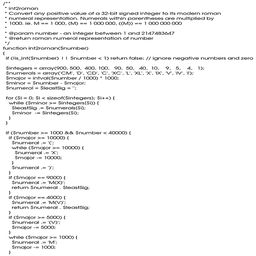 /**
 * int2roman
 * Convert any positive value of a 32-bit signed integer to its modern roman
 * numeral representation. Numerals within parentheses are multiplied by
 * 1000. ie. M == 1 000, (M) == 1 000 000, ((M)) == 1 000 000 000
 *
 * @param number - an integer between 1 and 2147483647
 * @return roman numeral representation of number
 */
function int2roman($number)
{
  if (!is_int($number) || $number < 1) return false; // ignore negative numbers and zero

  $integers = array(900, 500, 400, 100, 90, 50, 40, 10, 9, 5, 4, 1);
  $numerals = array('CM', 'D', 'CD', 'C', 'XC', 'L', 'XL', 'X', 'IX', 'V', 'IV', 'I');
  $major = intval($number / 1000) * 1000;
  $minor = $number - $major;
  $numeral = $leastSig = '';

  for ($i = 0; $i < sizeof($integers); $i++) {
    while ($minor >= $integers[$i]) {
      $leastSig .= $numerals[$i];
      $minor -= $integers[$i];
    }
  }

  if ($number >= 1000 && $number < 40000) {
    if ($major >= 10000) {
      $numeral .= '(';
      while ($major >= 10000) {
        $numeral .= 'X';
        $major -= 10000;
      }
      $numeral .= ')';
    }
    if ($major == 9000) {
      $numeral .= 'M(X)';
      return $numeral . $leastSig;
    }
    if ($major == 4000) {
      $numeral .= 'M(V)';
      return $numeral . $leastSig;
    }
    if ($major >= 5000) {
      $numeral .= '(V)';
      $major -= 5000;
    }
    while ($major >= 1000) {
      $numeral .= 'M';
      $major -= 1000;
    }